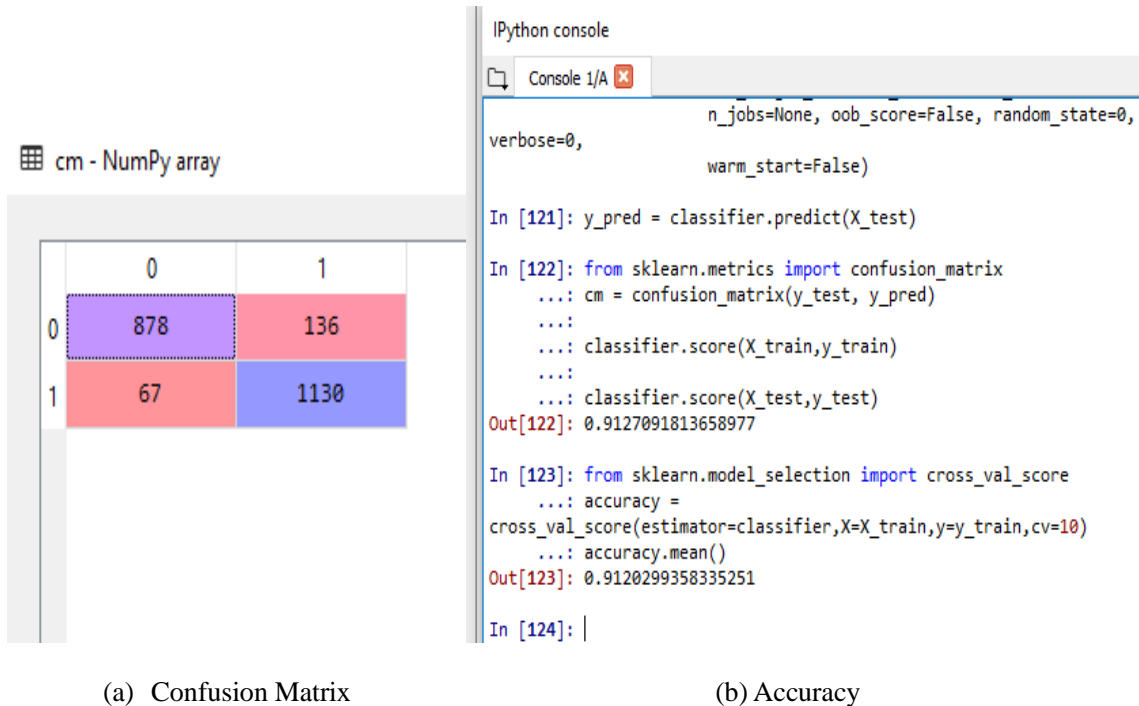 cm - NumPy array
0 1
0 878 136
1 67 1130
IPython console
Console 1/A
n_jobs=None, oob_score=False, random_state=0,
verbose=0,
warm_start=False)
In [121]: y_pred = classifier.predict(X_test)
In [122]: from sklearn.metrics import confusion_matrix
...: cm = confusion_matrix(y_test, y_pred)
...:
...: classifier.score(X_train,y_train)
...:
...: classifier.score(X_test,y_test)
Out[122]: 0.9127091813658977
In [123]: from sklearn.model_selection import cross_val_score
...: accuracy =
cross_val_score(estimator=classifier,X=X_train,y=y_train,cv=10)
...: accuracy.mean()
Out[123]: 0.9120299358335251
In [124]:
(a) Confusion Matrix
(b) Accuracy